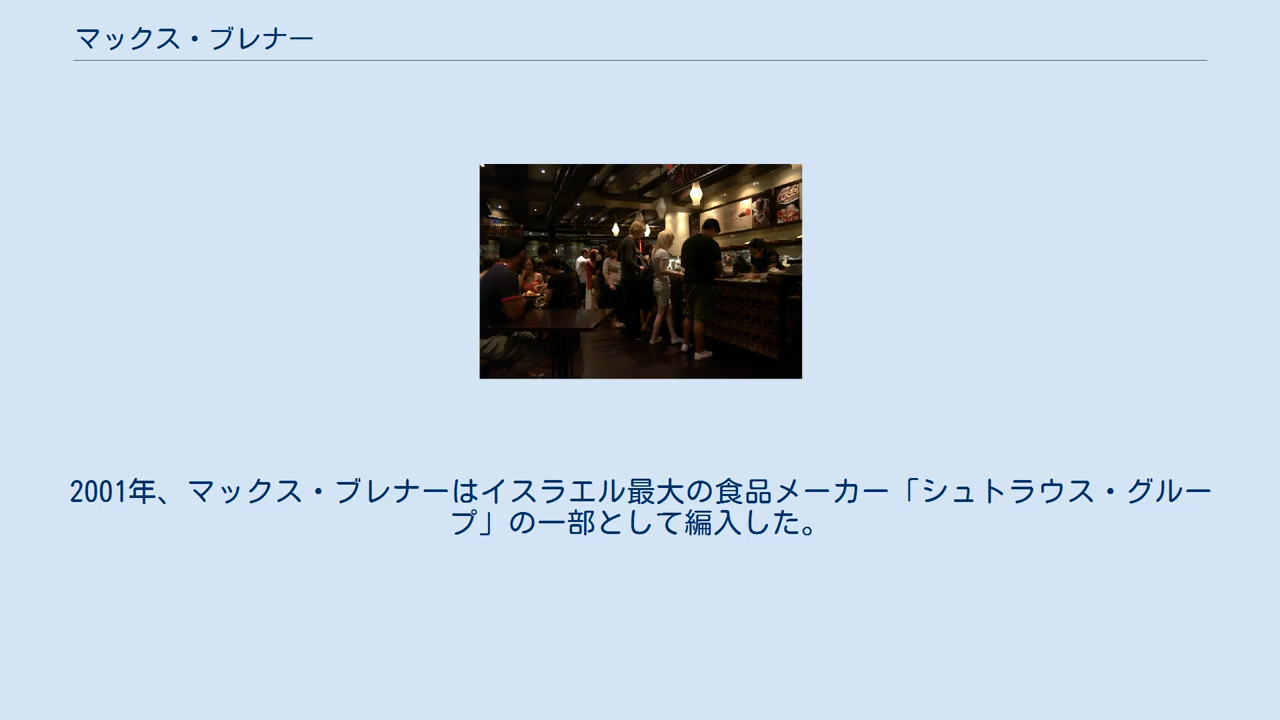 マックス・ブレナー
2001年、マックス・ブレナーはイスラエル最大の食品メーカー「シュトラウス・グルー
プ」の一部として編入した。